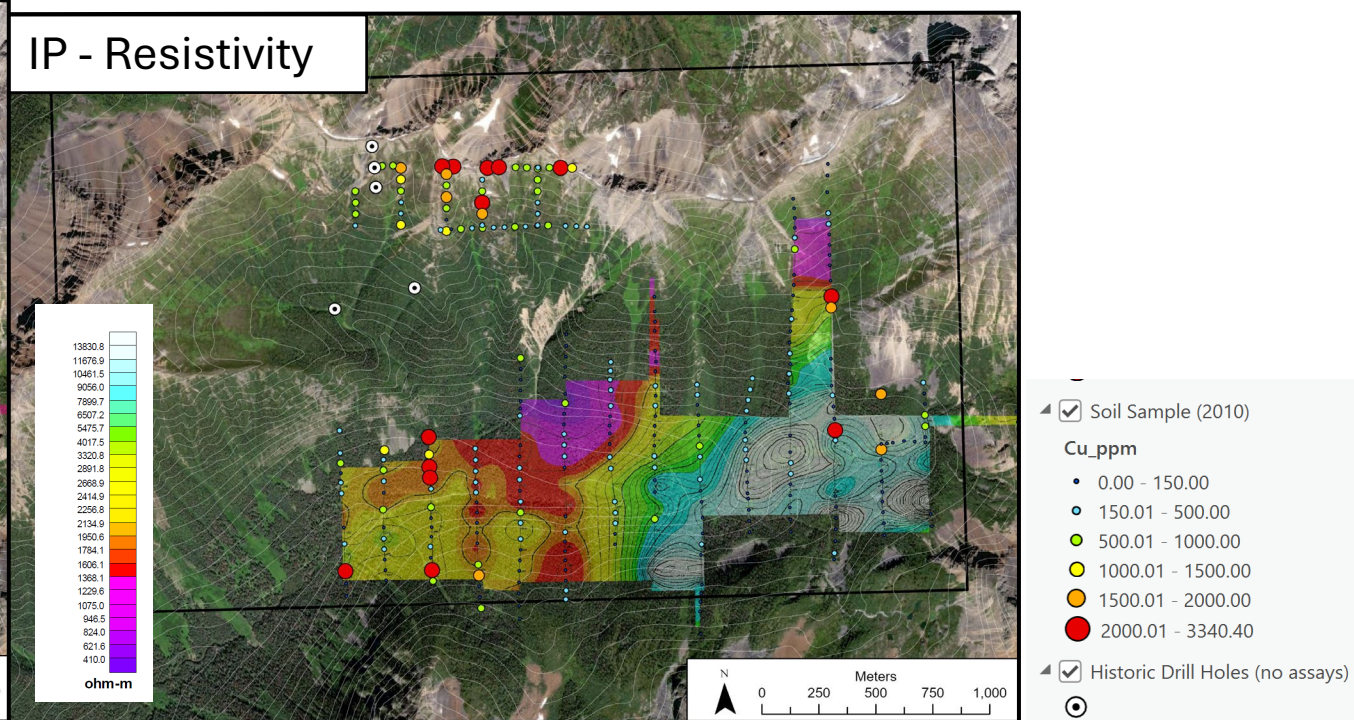 IP - Resistivity
13830.8
11676.9
10461.5
9056.0
7899.7
6507.2
5475.7
4017.5
3320.8
2891.8
2668.9
2414.9
2256.8
2134.9
1950.6
1784.1
1606.1
1368.1
1229.6
1075.0
946.5
824.0
621.6
410.0
ohm-m
N
Meters
0 250 500 750 1,000
Soil Sample (2010)
Cu_ppm
0.00 - 150.00
150.01 - 500.00
500.01 - 1000.00
1000.01 - 1500.00
1500.01 - 2000.00
2000.01 - 3340.40
Historic Drill Holes (no assays)